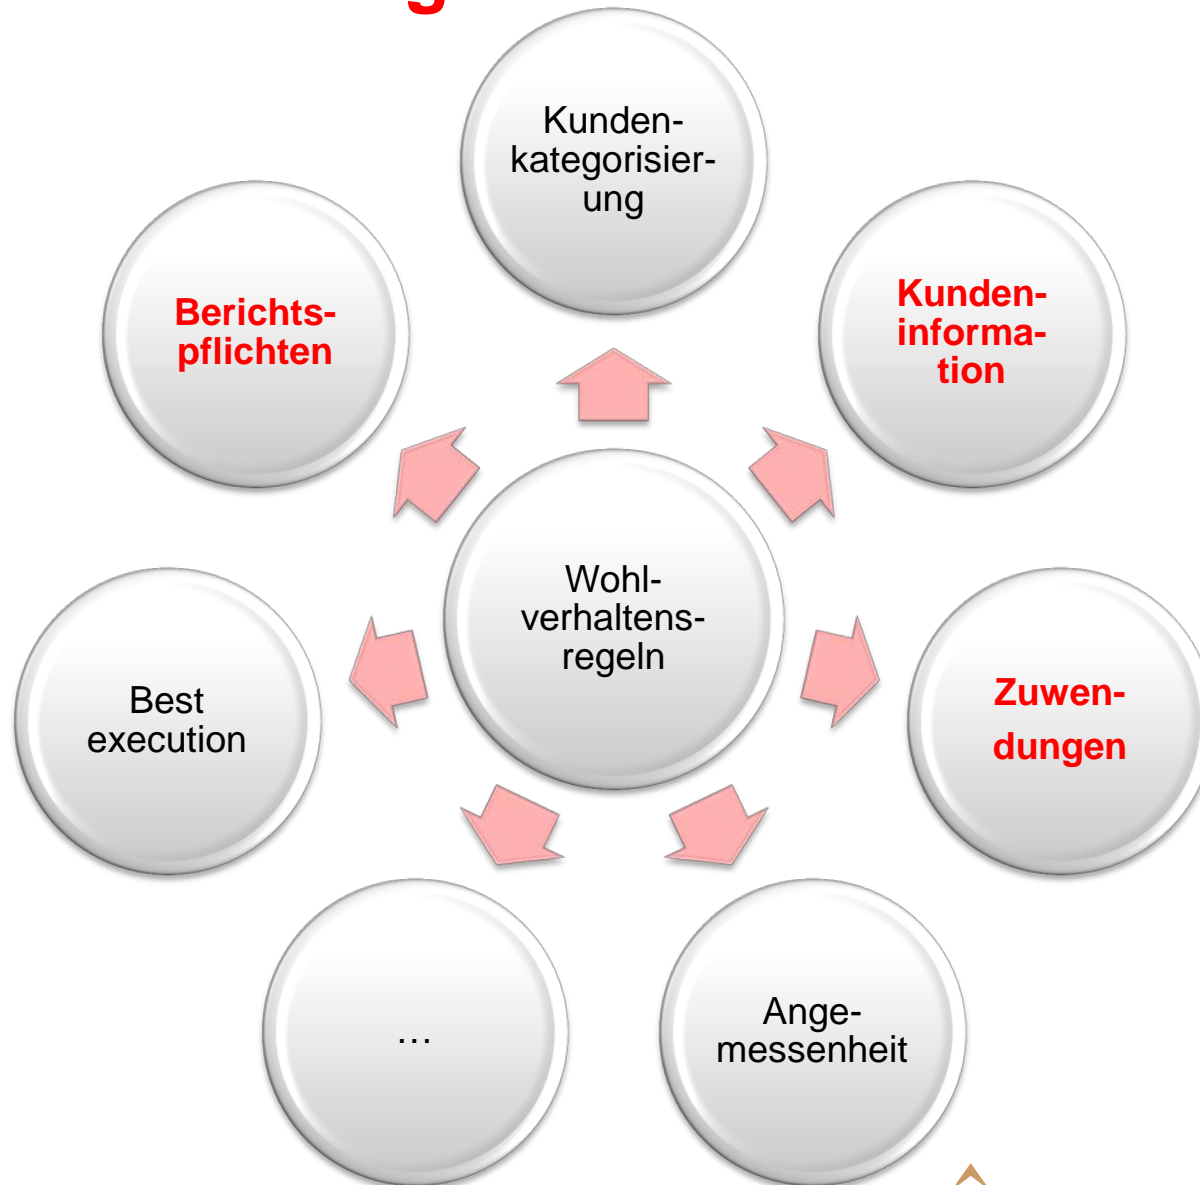 g
Kunden-
kategorisier-
ung
Berichts-
pflichten
Kunden-
informa-
tion
Wohl-
verhaltens-
regeln
Best
execution
Zuwen-
dungen
…
Ange-
messenheit